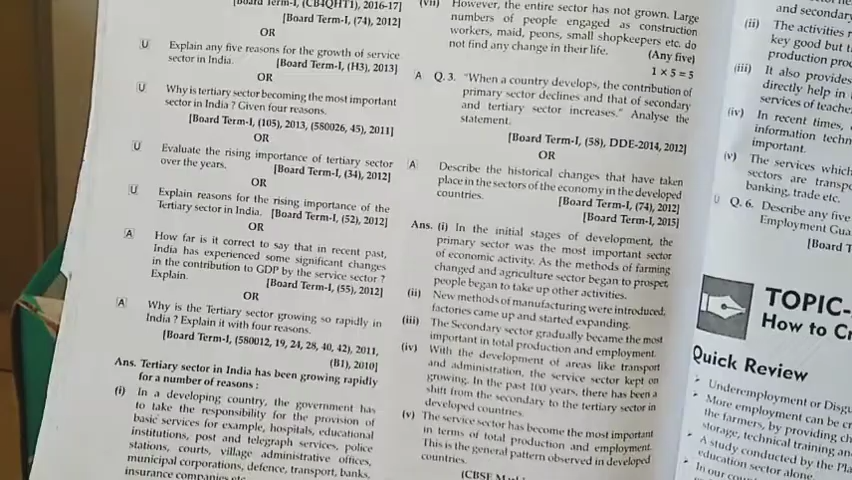 [Board Term-I, (CB4QHT1), 2016-17]
[Board Term-I, (74), 2012]
OR
U Explain any five reasons for the growth of service
sector in India. [Board Term-I, (H3), 2013]
OR
U Why is tertiary sector becoming the most important
sector in India ? Given four reasons.
[Board Term-I, (105), 2013, (580026, 45), 2011]
OR
U Evaluate the rising importance of tertiary sector
over the years. [Board Term-I, (34), 2012]
OR
U Explain reasons for the rising importance of the
Tertiary sector in India. [Board Term-I, (52), 2012]
OR
A How far is it correct to say that in recent past,
India has experienced some significant changes
in the contribution to GDP by the service sector ?
Explain. [Board Term-I, (55), 2012]
OR
A Why is the Tertiary sector growing so rapidly in
India ? Explain it with four reasons.
[Board Term-I, (580012, 19, 24, 28, 40, 42), 2011,
(B1), 2010]
Ans. Tertiary sector in India has been growing rapidly
for a number of reasons :
(i) In a developing country, the government has
to take the responsibility for the provision of
basic services for example, hospitals, educational
institutions, post and telegraph services, police
stations, courts, village administrative offices,
municipal corporations, defence, transport, banks,
insurance companies etc.
(vii) However, the entire sector has not grown. Large
numbers of people engaged as construction
workers, maid, peons, small shopkeepers etc. do
not find any change in their life. (Any five)
1 × 5 = 5
A Q. 3. "When a country develops, the contribution of
primary sector declines and that of secondary
and tertiary sector increases." Analyse the
statement.
[Board Term-I, (58), DDE-2014, 2012]
OR
A Describe the historical changes that have taken
place in the sectors of the economy in the developed
countries. [Board Term-I, (74), 2012]
[Board Term-I, 2015]
Ans. (i) In the initial stages of development, the
primary sector was the most important sector
of economic activity. As the methods of farming
changed and agriculture sector began to prosper,
people began to take up other activities.
(ii) New methods of manufacturing were introduced,
factories came up and started expanding.
(iii) The Secondary sector gradually became the most
important in total production and employment.
(iv) With the development of areas like transport
and administration, the service sector kept on
growing. In the past 100 years, there has been a
shift from the secondary to the tertiary sector in
developed countries.
(v) The service sector has become the most important
in terms of total production and employment.
This is the general pattern observed in developed
countries.
[CBSE
and secondary
(ii) The activities
key good but
production
(iii) It also provides
directly help in
services of
(iv) In recent times,
information
important.
(v) The services which
sectors are
banking, trade etc.
U Q. 6. Describe any five
Employment
[Board
TOPIC-
How to
Quick Review
Underemployment or
More employment can be
the farmers, by providing
storage, technical training
A study conducted by the
education sector alone
In our